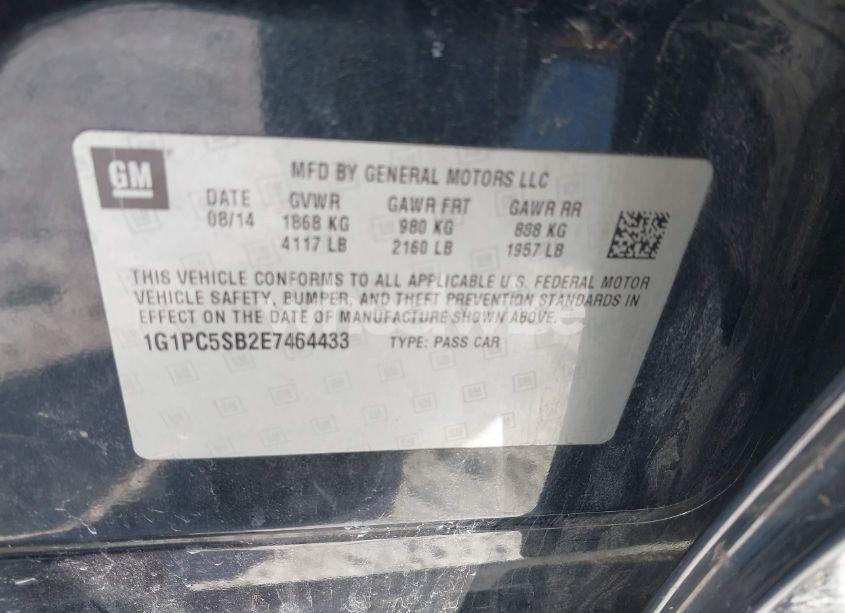 GM
MFD BY GENERAL MOTORS LLC
DATE GVWR GAWR FRT GAWR RR
08/14 1868 KG 980 KG 888 KG
4117 LB 2160 LB 1957 LB
THIS VEHICLE CONFORMS TO ALL APPLICABLE U.S. FEDERAL MOTOR
VEHICLE SAFETY, BUMPER, AND THEFT PREVENTION STANDARDS IN
EFFECT ON THE DATE OF MANUFACTURE SHOWN ABOVE.
1G1PC5SB2E7464433 TYPE: PASS CAR